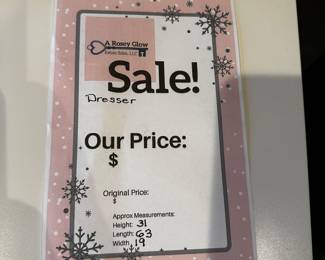 A Rosey Glow
Estate Sales, LLC
Sale!
Dresser
Our Price:
$
Original Price:
$
Approx Measurements:
Height: 31
Length: 63
Width 19